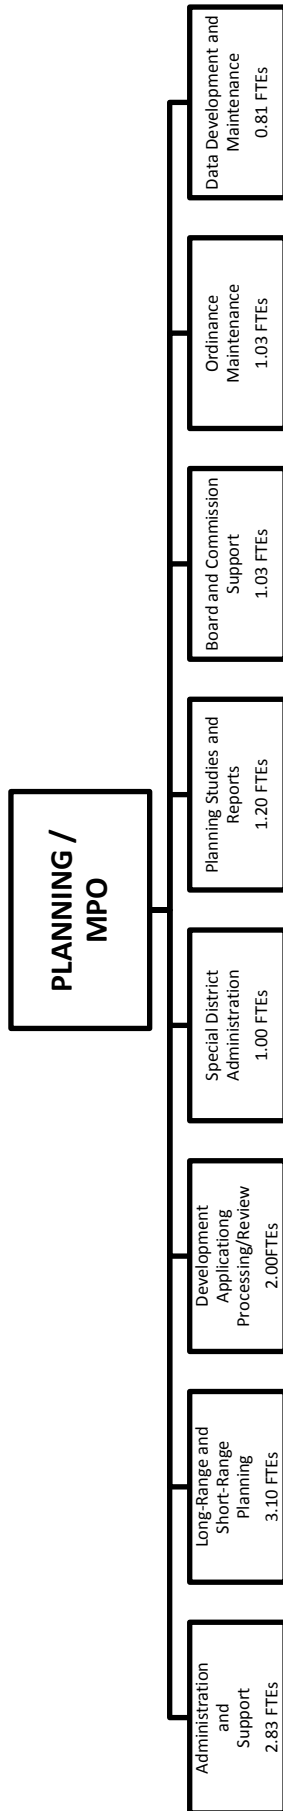 PLANNING /
MPO
Administration
and
Support
2.83 FTEs
Long-Range and
Short-Range
Planning
3.10 FTEs
Development
Applicationg
Processing/Review
2.00FTEs
Special District
Administration
1.00 FTEs
Planning Studies and
Reports
1.20 FTEs
Board and Commission
Support
1.03 FTEs
Ordinance
Maintenance
1.03 FTEs
Data Development and
Maintenance
0.81 FTEs